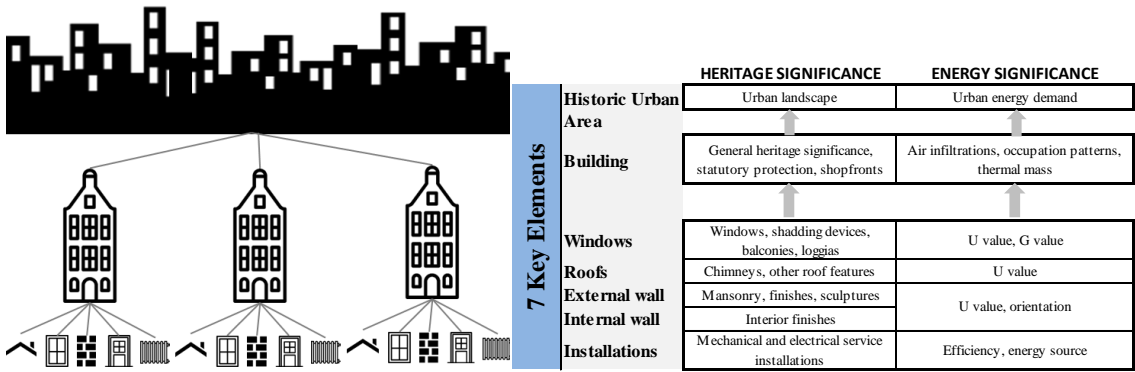 HERITAGE SIGNIFICANCE ENERGY SIGNIFICANCE
7 Key Elements
Historic Urban
Area
Urban landscape
Urban energy demand
Building
General heritage significance,
statutory protection, shopfronts
Air infiltrations, occupation patterns,
thermal mass
Windows
Windows, shadding devices,
balconies, loggias
U value, G value
Roofs
Chimneys, other roof features
U value
External wall
Mansonry, finishes, sculptures
U value, orientation
Internal wall
Interior finishes
Installations
Mechanical and electrical service
installations
Efficiency, energy source